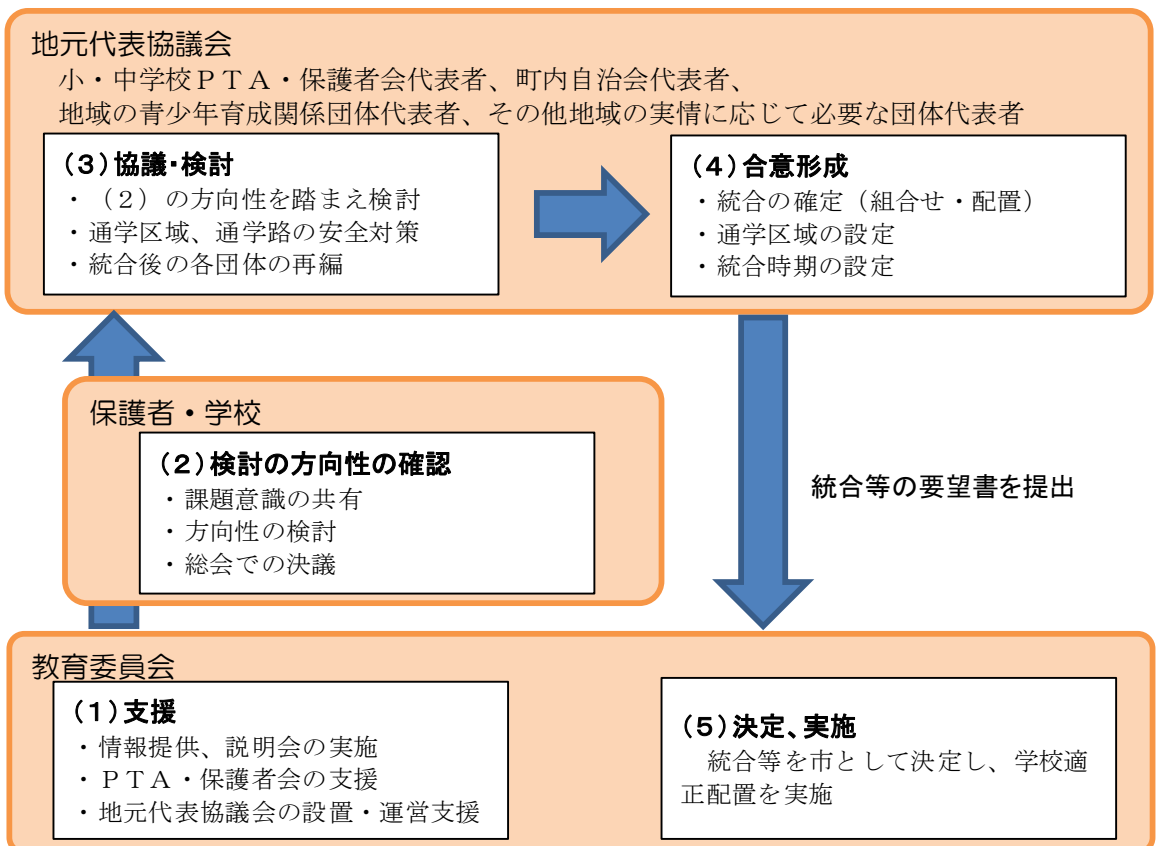 地元代表協議会
小・中学校ＰＴＡ・保護者会代表者、町内自治会代表者、
地域の青少年育成関係団体代表者、その他地域の実情に応じて必要な団体代表者
（３）協議・検討
・（２）の方向性を踏まえ検討
・通学区域、通学路の安全対策
・統合後の各団体の再編
（４）合意形成
・統合の確定（組合せ・配置）
・通学区域の設定
・統合時期の設定
保護者・学校
（２）検討の方向性の確認
・課題意識の共有
・方向性の検討
・総会での決議
統合等の要望書を提出
教育委員会
（１）支援
・情報提供、説明会の実施
・ＰＴＡ・保護者会の支援
・地元代表協議会の設置・運営支援
（５）決定、実施
統合等を市として決定し、学校適
正配置を実施